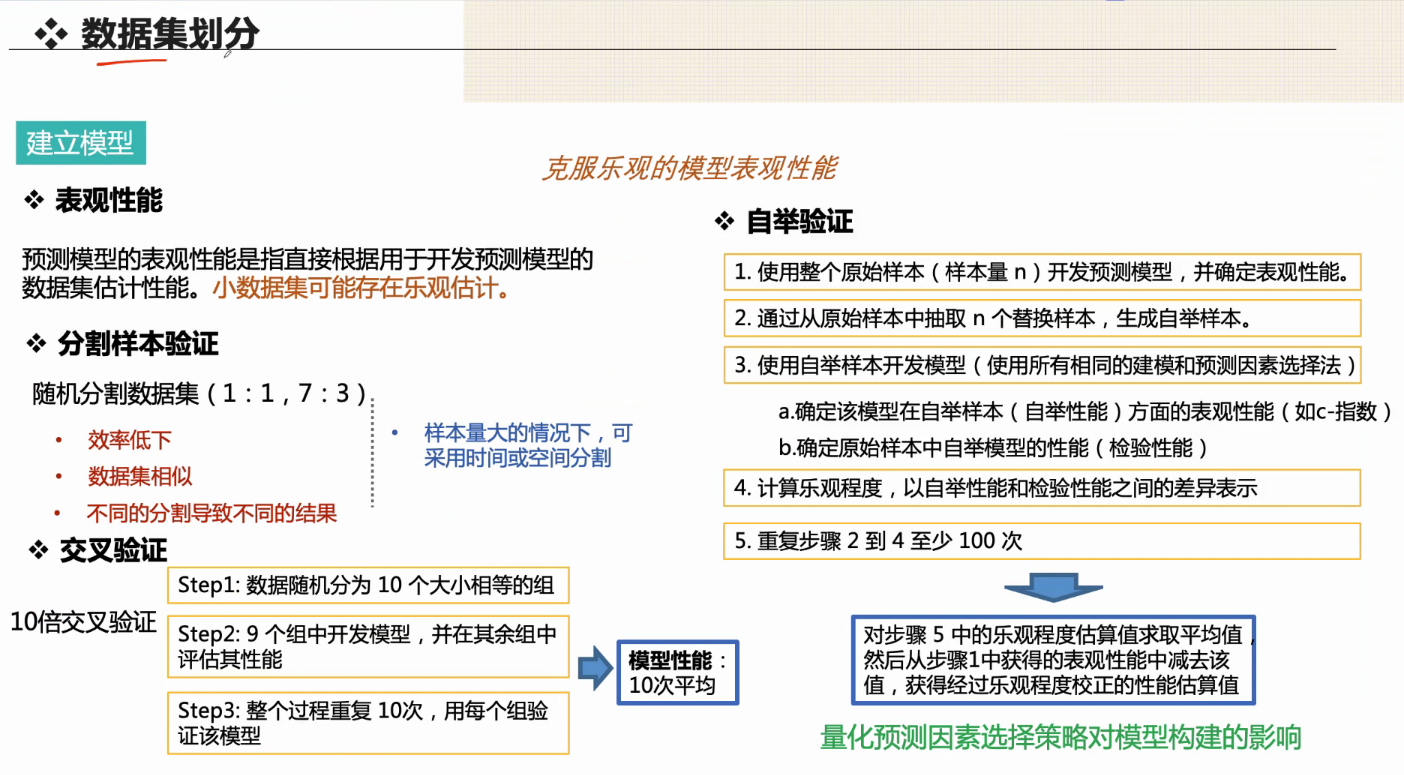 数据集划分
建立模型
克服乐观的模型表观性能
表观性能
预测模型的表观性能是指直接根据用于开发预测模型的
数据集估计性能。小数据集可能存在乐观估计。
分割样本验证
随机分割数据集（1：1，7：3）
• 效率低下
• 数据集相似
• 不同的分割导致不同的结果
• 样本量大的情况下，可
采用时间或空间分割
交叉验证
10倍交叉验证
Step1: 数据随机分为 10 个大小相等的组
Step2: 9 个组中开发模型，并在其余组中
评估其性能
Step3: 整个过程重复 10次，用每个组验
证该模型
模型性能：
10次平均
自举验证
1. 使用整个原始样本（样本量 n）开发预测模型，并确定表观性能。
2. 通过从原始样本中抽取 n 个替换样本，生成自举样本。
3. 使用自举样本开发模型（使用所有相同的建模和预测因素选择法）
a.确定该模型在自举样本（自举性能）方面的表观性能（如c-指数）
b.确定原始样本中自举模型的性能（检验性能）
4. 计算乐观程度，以自举性能和检验性能之间的差异表示
5. 重复步骤 2 到 4 至少 100 次
对步骤 5 中的乐观程度估算值求取平均值，
然后从步骤1中获得的表观性能中减去该
值，获得经过乐观程度校正的性能估算值
量化预测因素选择策略对模型构建的影响